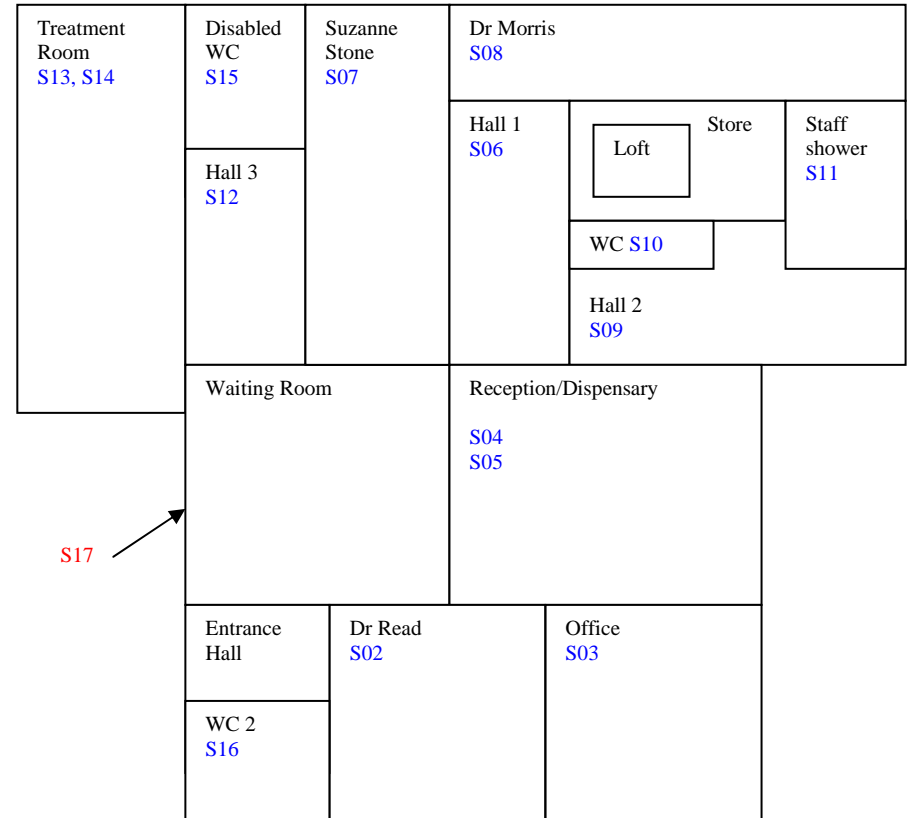 Treatment
Room
S13, S14
Disabled
WC
S15
Suzanne
Stone
S07
Dr Morris
S08
Hall 1
S06
Loft
Store
Staff
shower
S11
Hall 3
S12
WC S10
Hall 2
S09
Waiting Room
Reception/Dispensary
S04
S05
S17
Entrance
Hall
Dr Read
S02
Office
S03
WC 2
S16